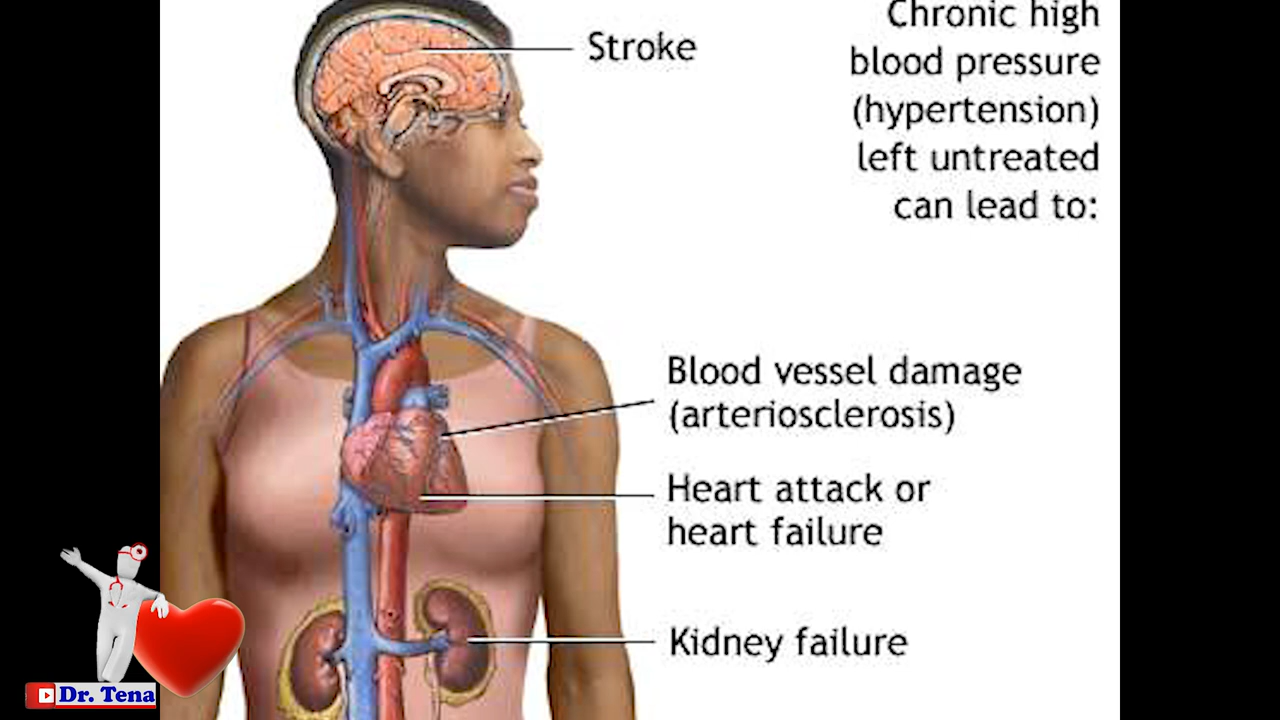 Chronic high
blood pressure
(hypertension)
left untreated
can lead to:
Stroke
Blood vessel damage
(arteriosclerosis)
Heart attack or
heart failure
Kidney failure
Dr. Tena